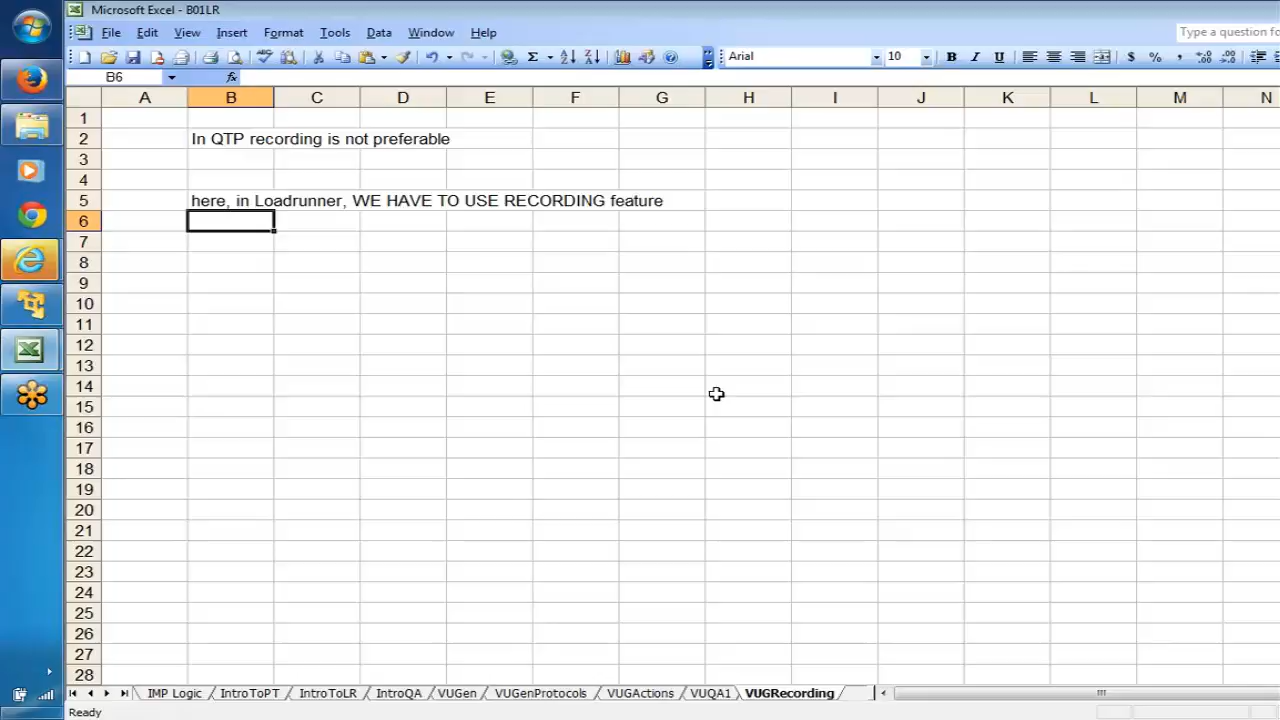 Microsoft Excel - B01LR
File Edit View Insert Format Tools Data Window Help
Type a question fo
Arial 10 B I U $ % ,
B6 fx
A B C D E F G H I J K L M N
1
2 In QTP recording is not preferable
3
4
5 here, in Loadrunner, WE HAVE TO USE RECORDING feature
6
7
8
9
10
11
12
13
14
15
16
17
18
19
20
21
22
23
24
25
26
27
28
IMP Logic IntroToPT IntroToLR IntroQA VUGen VUGenProtocols VUGActions VUQA1 VUGRecording
Ready